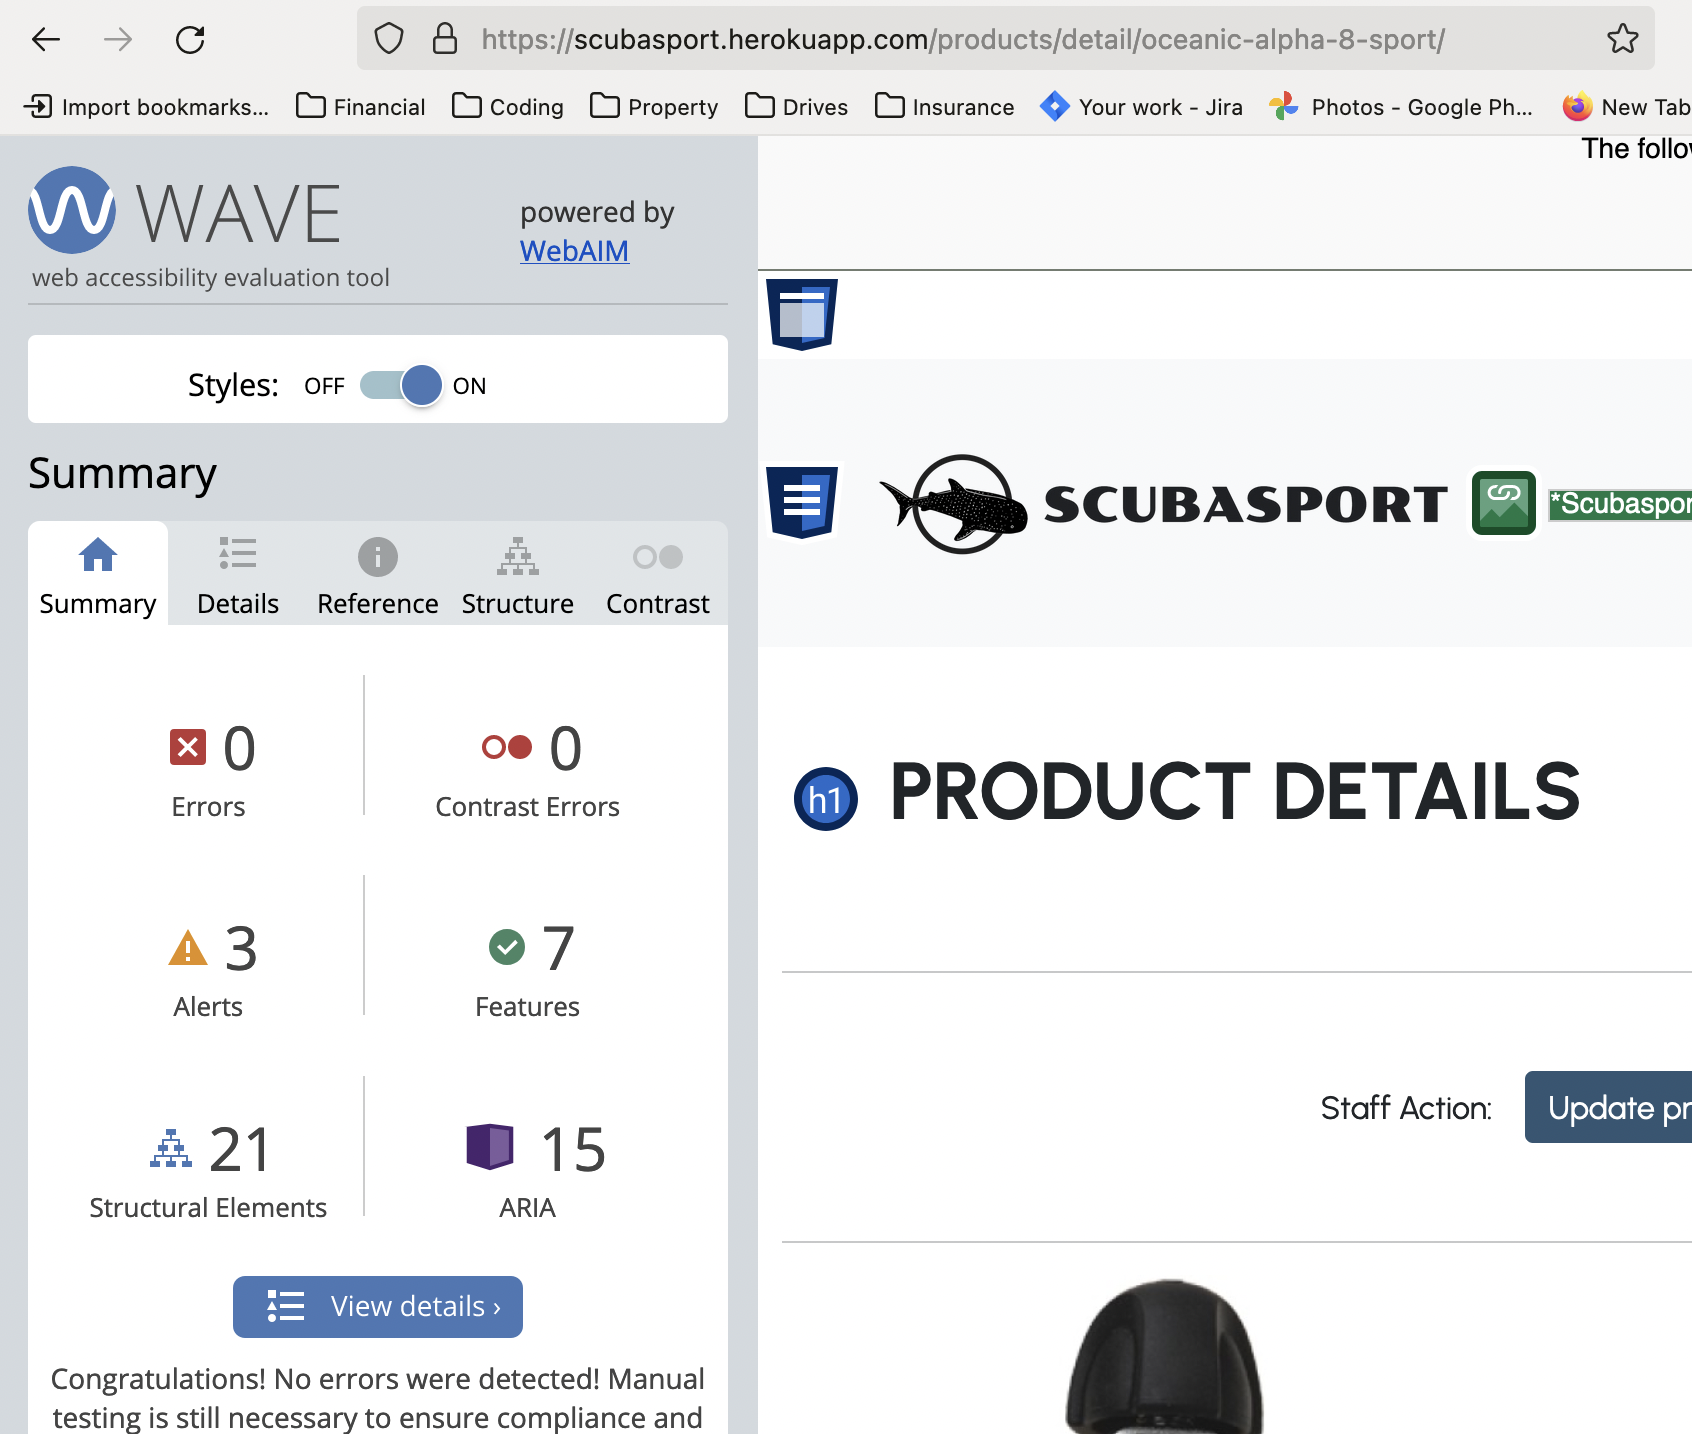 https://scubasport.herokuapp.com/products/detail/oceanic-alpha-8-sport/
Import bookmarks... Financial Coding Property Drives Insurance Your work - Jira Photos - Google Ph... New Tab
WAVE
powered by
WebAIM
web accessibility evaluation tool
Styles: OFF ON
Summary
Summary Details Reference Structure Contrast
0 0
Errors Contrast Errors
3 7
Alerts Features
21 15
Structural Elements ARIA
View details ›
Congratulations! No errors were detected! Manual
testing is still necessary to ensure compliance and
The follow
SCUBASPORT *Scubaspor
h1 PRODUCT DETAILS
Staff Action: Update pr